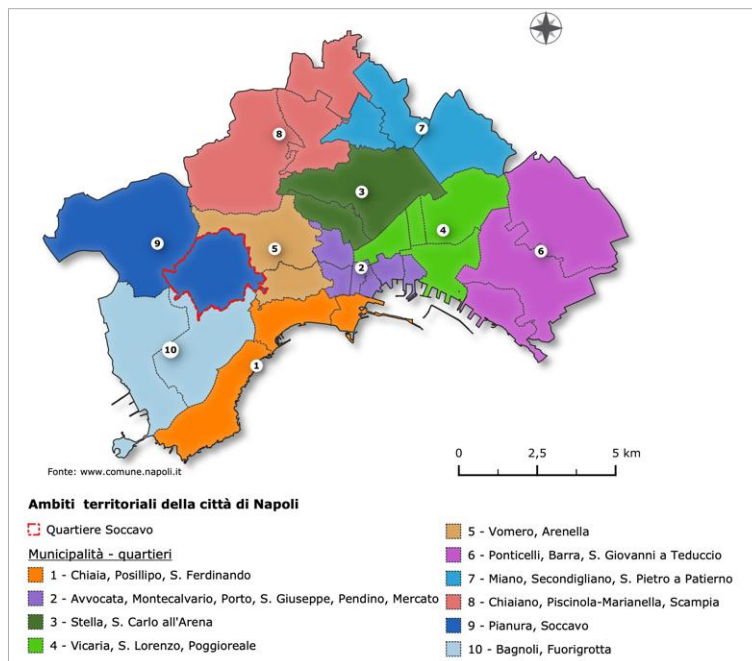 8
7
3
4
9
5
6
2
10
1
0 2,5 5 km
Fonte: www.comune.napoli.it
Ambiti territoriali della città di Napoli
Quartiere Soccavo
Municipalità - quartieri
1 - Chiaia, Posillipo, S. Ferdinando
2 - Avvocata, Montecalvario, Porto, S. Giuseppe, Pendino, Mercato
3 - Stella, S. Carlo all'Arena
4 - Vicaria, S. Lorenzo, Poggioreale
5 - Vomero, Arenella
6 - Ponticelli, Barra, S. Giovanni a Teduccio
7 - Miano, Secondigliano, S. Pietro a Patierno
8 - Chiaiano, Piscinola-Marianella, Scampia
9 - Pianura, Soccavo
10 - Bagnoli, Fuorigrotta